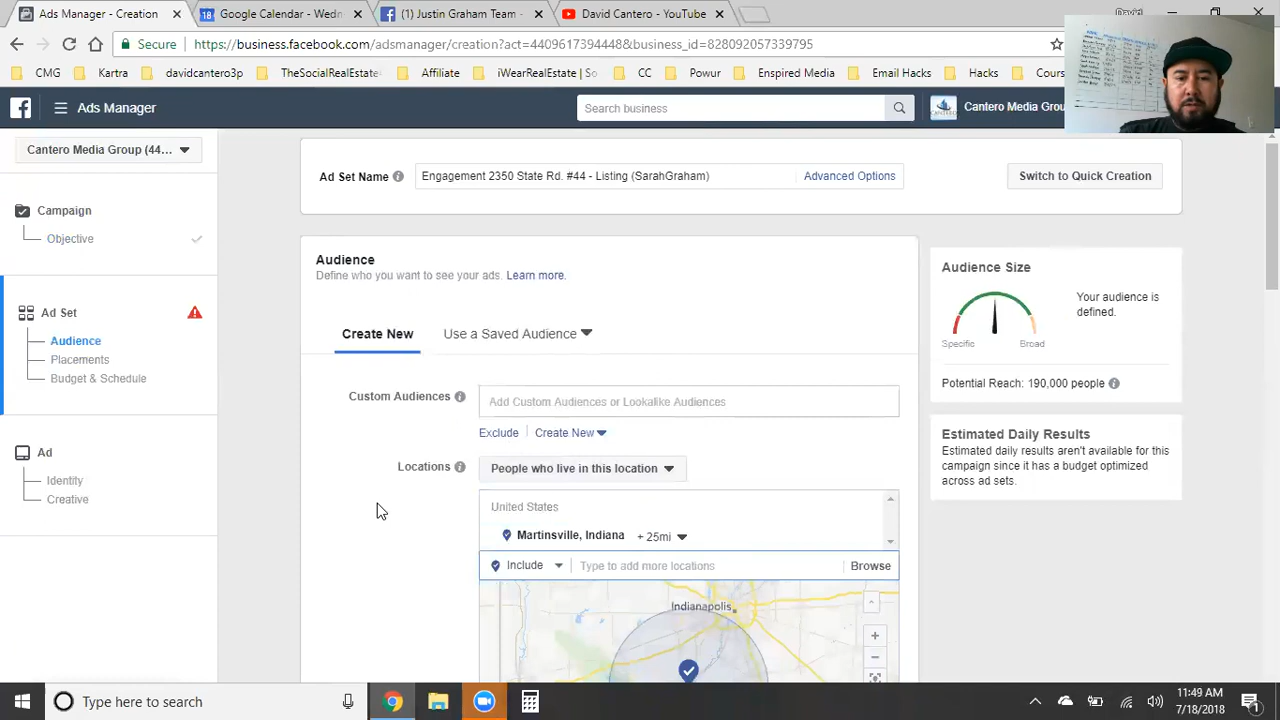 Ads Manager - Creation
Google Calendar - Wedn
(1) Justin Graham Team -
David Cantero - YouTube
Secure
https://business.facebook.com/adsmanager/creation?act=4409617394448&business_id=828092057339795
CMG
Kartra
davidcantero3p
TheSocialRealEstate
Affiliate
iWearRealEstate / So
CC
Powur
Enspired Media
Email Hacks
Hacks
Cours
Ads Manager
Search business
Cantero Media Grou
Cantero Media Group (44...
Ad Set Name
Engagement 2350 State Rd. #44 - Listing (SarahGraham)
Advanced Options
Switch to Quick Creation
Campaign
Objective
Audience
Define who you want to see your ads. Learn more.
Audience Size
Your audience is
defined.
Specific
Broad
Potential Reach: 190,000 people
Ad Set
Audience
Placements
Budget & Schedule
Create New
Use a Saved Audience
Custom Audiences
Add Custom Audiences or Lookalike Audiences
Exclude
Create New
Estimated Daily Results
Estimated daily results aren't available for this
campaign since it has a budget optimized
across ad sets.
Ad
Identity
Creative
Locations
People who live in this location
United States
Martinsville, Indiana + 25mi
Include
Type to add more locations
Browse
Indianapolis
Type here to search
11:49 AM
7/18/2018